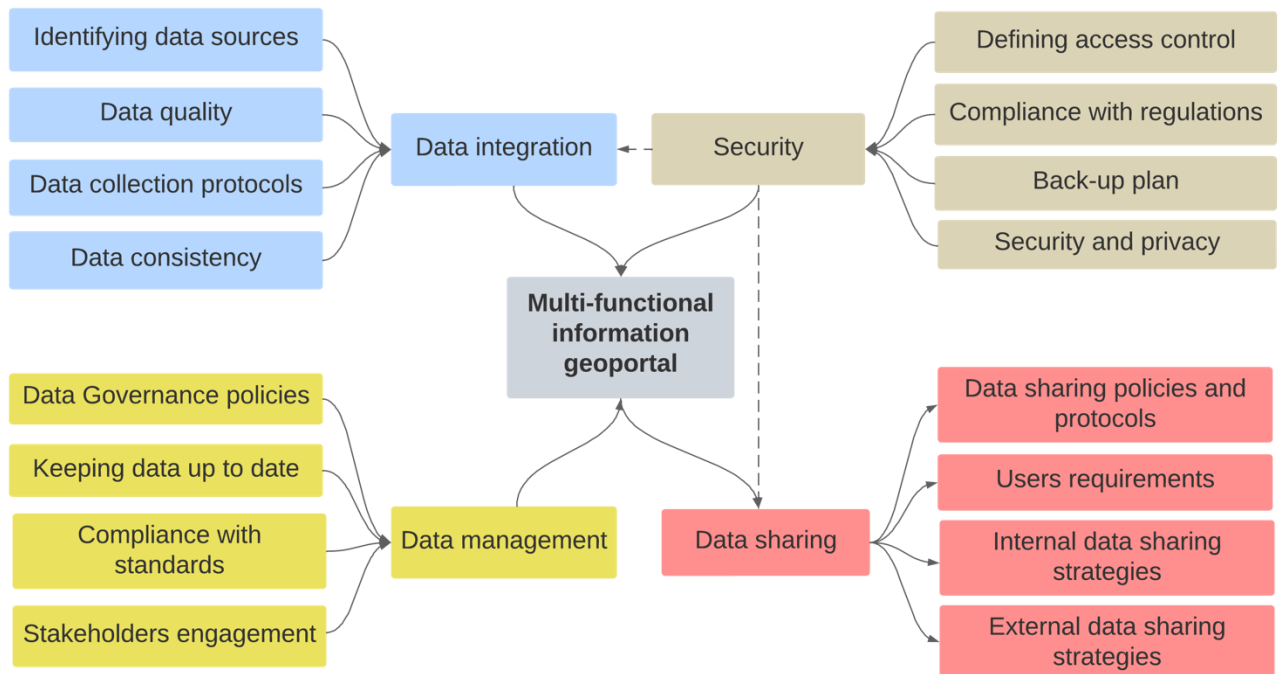 Identifying data sources
Data quality
Data collection protocols
Data consistency
Data integration
Security
Defining access control
Compliance with regulations
Back-up plan
Security and privacy
Multi-functional
information
geoportal
Data Governance policies
Keeping data up to date
Compliance with
standards
Stakeholders engagement
Data management
Data sharing
Data sharing policies and
protocols
Users requirements
Internal data sharing
strategies
External data sharing
strategies